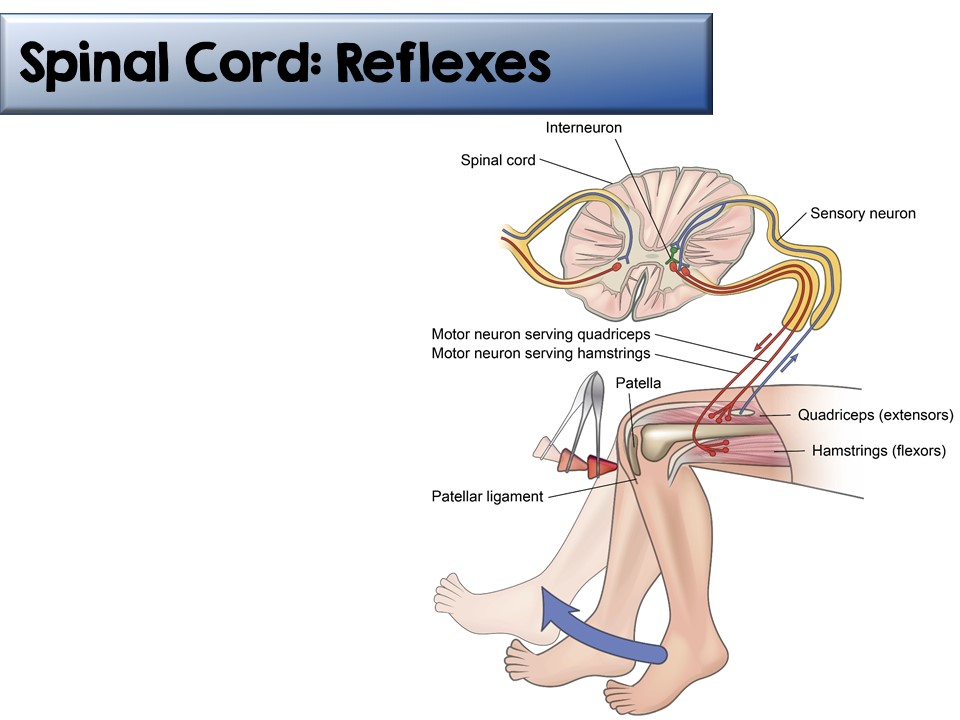 Spinal Cord: Reflexes
Interneuron
Spinal cord
Sensory neuron
Motor neuron serving quadriceps
Motor neuron serving hamstrings
Patella
Quadriceps (extensors)
Hamstrings (flexors)
Patellar ligament